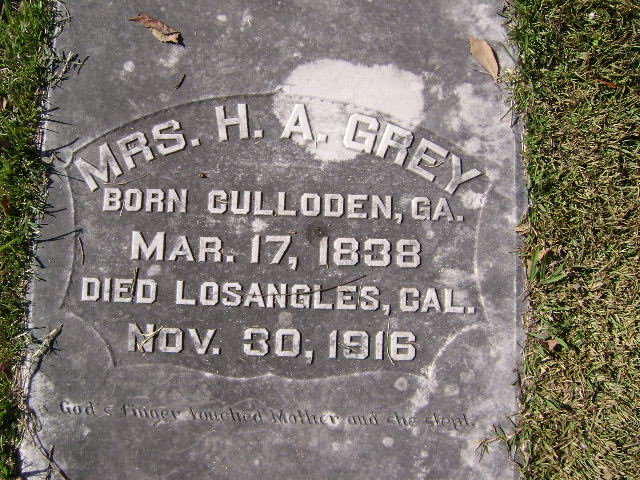 MRS. H. A. GREY
BORN CULLODEN, GA.
MAR. 17, 1838
DIED LOSANGLES, CAL.
NOV. 30, 1916
God's finger touched Mother and she slept.